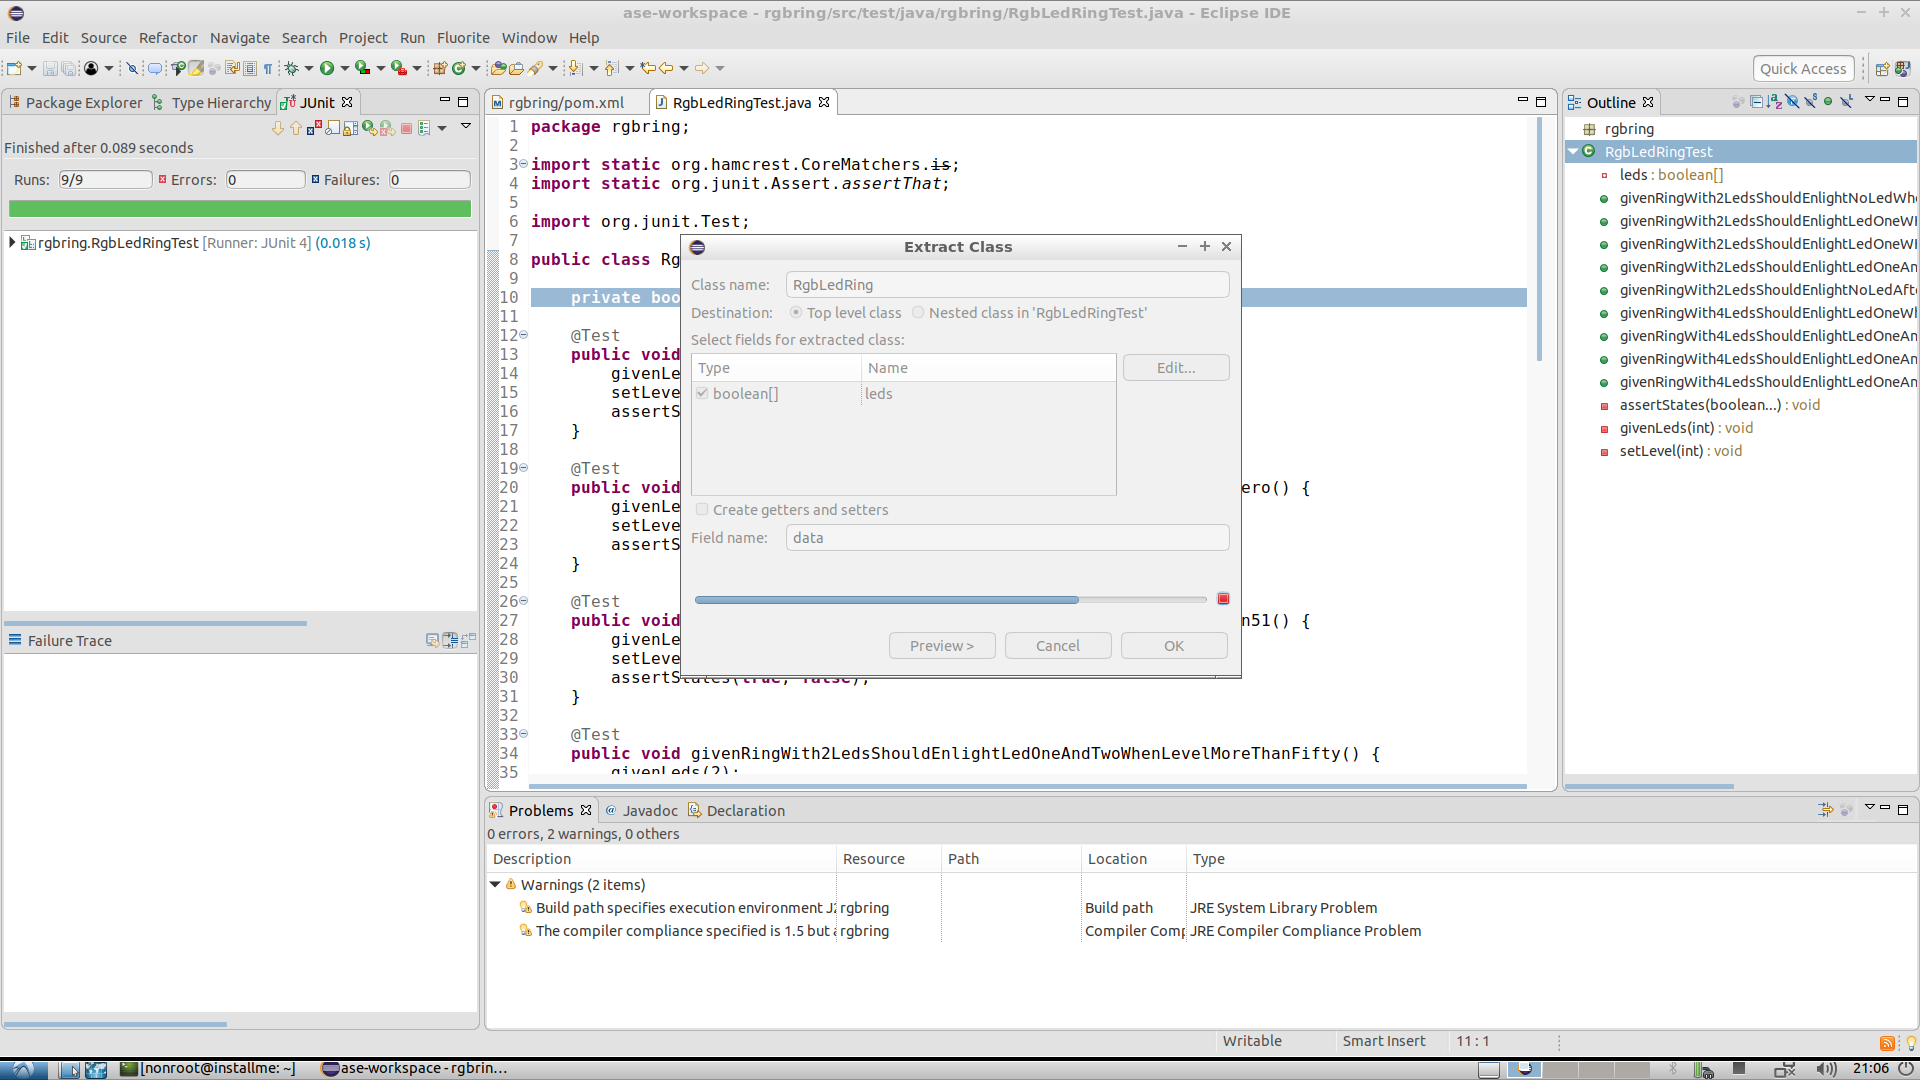 ase-workspace - rgbring/src/test/java/rgbring/RgbLedRingTest.java - Eclipse IDE
File Edit Source Refactor Navigate Search Project Run Fluorite Window Help
Quick Access
Package Explorer Type Hierarchy JUnit
Finished after 0.089 seconds
Runs: 9/9 Errors: 0 Failures: 0
rgbring.RgbLedRingTest [Runner: JUnit 4] (0.018 s)
Failure Trace
rgbring/pom.xml RgbLedRingTest.java
1 package rgbring;
2
3 import static org.hamcrest.CoreMatchers.is;
4 import static org.junit.Assert.assertThat;
5
6 import org.junit.Test;
7
8 public class Rg
9
10 private boo
11
12 @Test
13 public void
14 givenLe
15 setLeve
16 assertS
17 }
18
19 @Test
20 public void ero() {
21 givenLe
22 setLeve
23 assertS
24 }
25
26 @Test
27 public void n51() {
28 givenLe
29 setLeve
30 assertStates(true, false);
31 }
32
33 @Test
34 public void givenRingWith2LedsShouldEnlightLedOneAndTwoWhenLevelMoreThanFifty() {
35 givenLeds(2);
Extract Class
Class name: RgbLedRing
Destination: Top level class Nested class in 'RgbLedRingTest'
Select fields for extracted class:
Type Name
Edit...
boolean[] leds
Create getters and setters
Field name: data
Preview > Cancel OK
Outline
rgbring
RgbLedRingTest
leds : boolean[]
givenRingWith2LedsShouldEnlightNoLedWh
givenRingWith2LedsShouldEnlightLedOneW
givenRingWith2LedsShouldEnlightLedOneW
givenRingWith2LedsShouldEnlightLedOneAn
givenRingWith2LedsShouldEnlightNoLedAft
givenRingWith4LedsShouldEnlightLedOneWh
givenRingWith4LedsShouldEnlightLedOneAn
givenRingWith4LedsShouldEnlightLedOneAn
givenRingWith4LedsShouldEnlightLedOneAn
assertStates(boolean...) : void
givenLeds(int) : void
setLevel(int) : void
Problems Javadoc Declaration
0 errors, 2 warnings, 0 others
Description Resource Path Location Type
Warnings (2 items)
Build path specifies execution environment J2 rgbring Build path JRE System Library Problem
The compiler compliance specified is 1.5 but a rgbring Compiler Comp JRE Compiler Compliance Problem
Writable Smart Insert 11 : 1
[nonroot@installme: ~] ase-workspace - rgbrin... 21:06